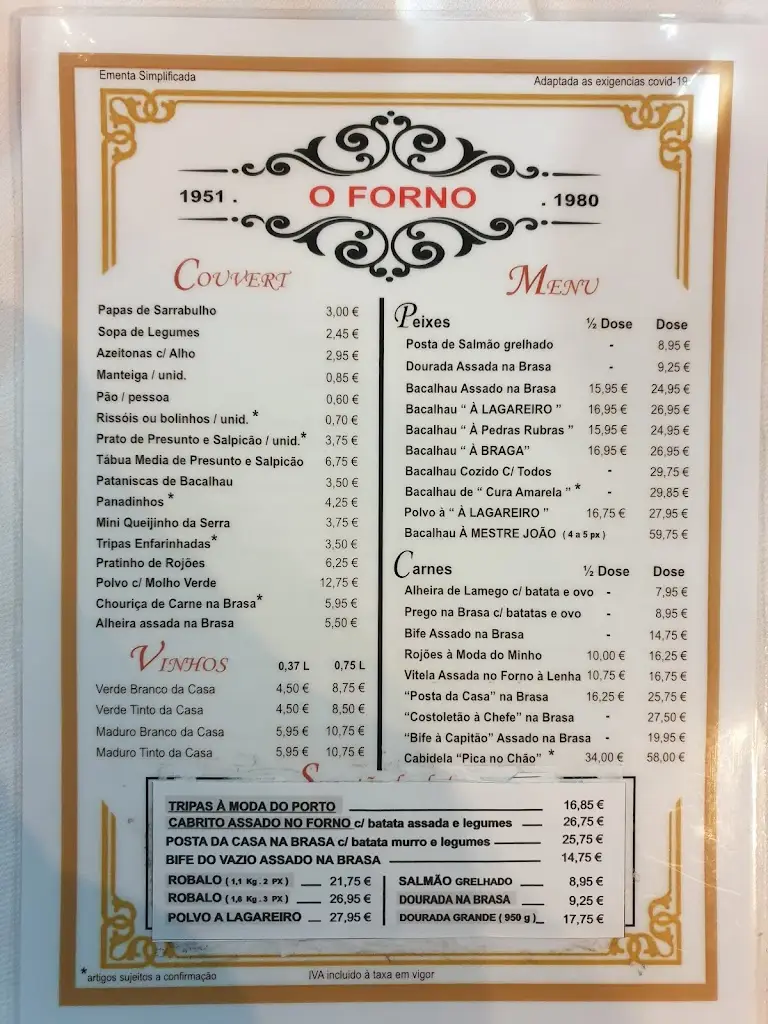 Ementa Simplificada
Adaptada as exigencias covid-19
1951 . O FORNO . 1980
COUVERT
Papas de Sarrabulho 3,00 €
Sopa de Legumes 2,45 €
Azeitonas c/ Alho 2,95 €
Manteiga / unid. 0,85 €
Pão / pessoa 0,60 €
Rissóis ou bolinhos / unid. * 0,70 €
Prato de Presunto e Salpicão / unid.* 3,75 €
Tábua Media de Presunto e Salpicão 6,75 €
Pataniscas de Bacalhau 3,50 €
Panadinhos * 4,25 €
Mini Queijinho da Serra 3,75 €
Tripas Enfarinhadas* 3,50 €
Pratinho de Rojões 6,25 €
Polvo c/ Molho Verde 12,75 €
Chouriça de Carne na Brasa* 5,95 €
Alheira assada na Brasa 5,50 €
VINHOS 0,37 L 0,75 L
Verde Branco da Casa 4,50 € 8,75 €
Verde Tinto da Casa 4,50 € 8,50 €
Maduro Branco da Casa 5,95 € 10,75 €
Maduro Tinto da Casa 5,95 € 10,75 €
MENU
Peixes ½ Dose Dose
Posta de Salmão grelhado - 8,95 €
Dourada Assada na Brasa - 9,25 €
Bacalhau Assado na Brasa 15,95 € 24,95 €
Bacalhau “ À LAGAREIRO ” 16,95 € 26,95 €
Bacalhau “ À Pedras Rubras ” 15,95 € 24,95 €
Bacalhau “ À BRAGA” 16,95 € 26,95 €
Bacalhau Cozido C/ Todos - 29,75 €
Bacalhau de “ Cura Amarela ” * - 29,85 €
Polvo à “ À LAGAREIRO ” 16,75 € 27,95 €
Bacalhau À MESTRE JOÃO ( 4 a 5 px ) 59,75 €
Carnes ½ Dose Dose
Alheira de Lamego c/ batata e ovo - 7,95 €
Prego na Brasa c/ batatas e ovo - 8,95 €
Bife Assado na Brasa - 14,75 €
Rojões à Moda do Minho 10,00 € 16,25 €
Vitela Assada no Forno à Lenha 10,75 € 16,75 €
“Posta da Casa” na Brasa 16,25 € 25,75 €
“Costoletão à Chefe” na Brasa - 27,50 €
“Bife à Capitão” Assado na Brasa - 19,95 €
Cabidela “Pica no Chão” * 34,00 € 58,00 €
TRIPAS À MODA DO PORTO 16,85 €
CABRITO ASSADO NO FORNO c/ batata assada e legumes 26,75 €
POSTA DA CASA NA BRASA c/ batata murro e legumes 25,75 €
BIFE DO VAZIO ASSADO NA BRASA 14,75 €
ROBALO ( 1,1 Kg . 2 PX ) 21,75 €
ROBALO ( 1,6 Kg . 3 PX ) 26,95 €
POLVO A LAGAREIRO 27,95 €
SALMÃO GRELHADO 8,95 €
DOURADA NA BRASA 9,25 €
DOURADA GRANDE ( 950 g ) 17,75 €
*artigos sujeitos a confirmação
IVA incluido à taxa em vigor